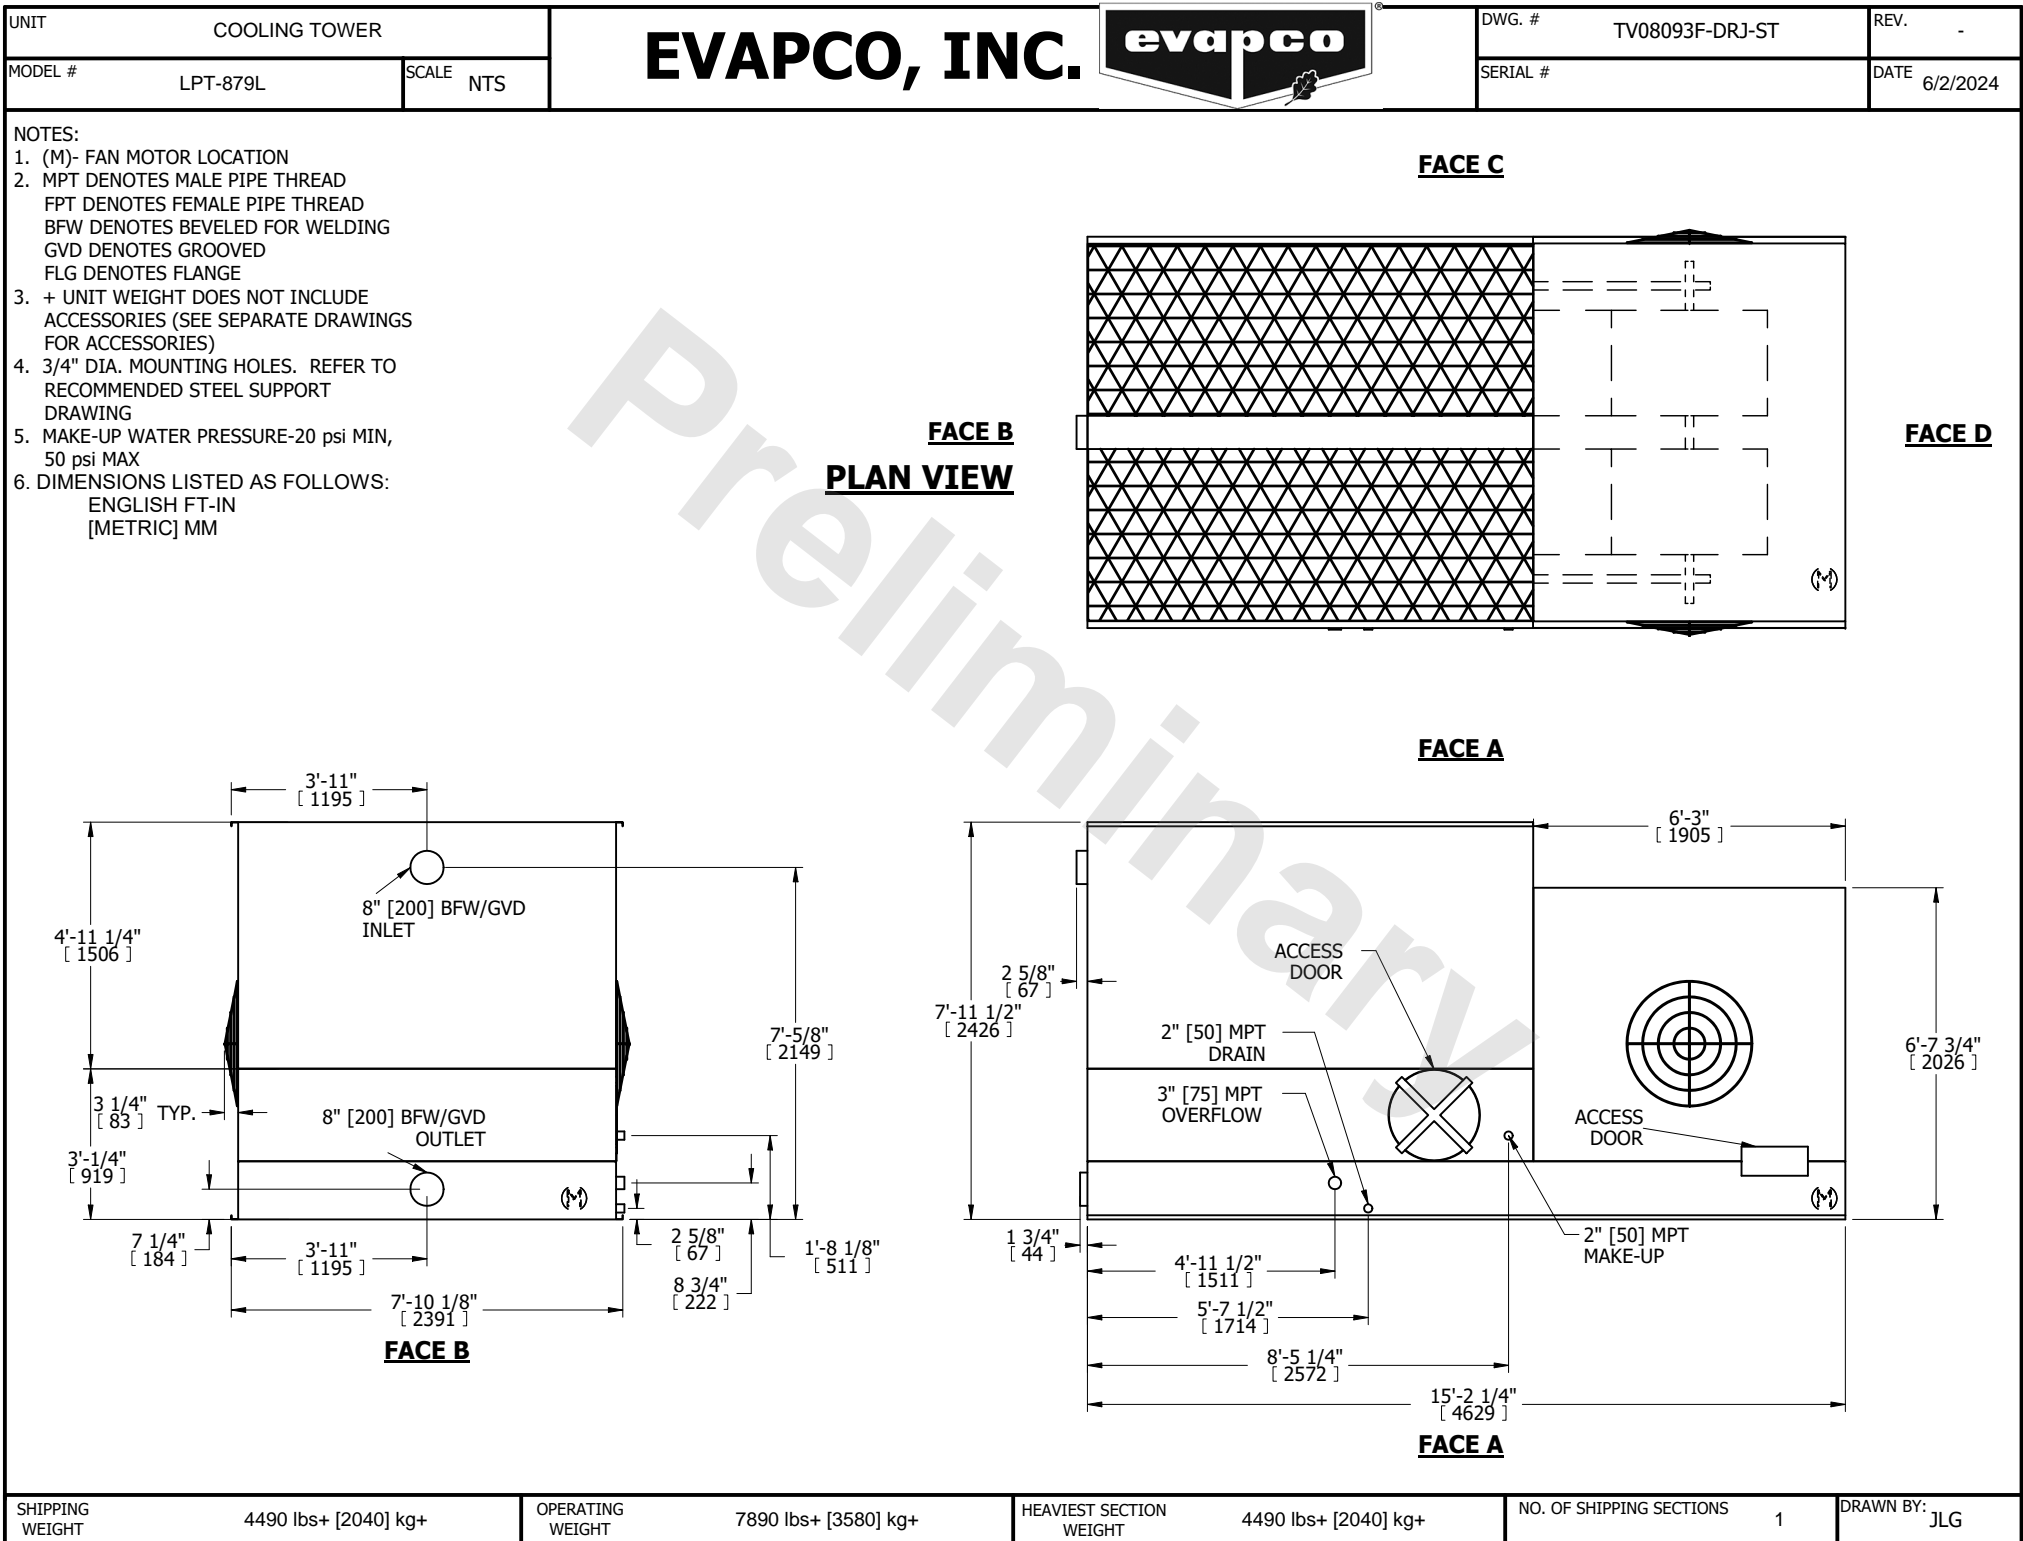 UNIT
COOLING TOWER
MODEL #
LPT-879L
SCALE
NTS
EVAPCO, INC.
evapco
®
DWG. #
TV08093F-DRJ-ST
REV.
-
SERIAL #
DATE
6/2/2024
NOTES:
1. (M)- FAN MOTOR LOCATION
2. MPT DENOTES MALE PIPE THREAD
FPT DENOTES FEMALE PIPE THREAD
BFW DENOTES BEVELED FOR WELDING
GVD DENOTES GROOVED
FLG DENOTES FLANGE
3. + UNIT WEIGHT DOES NOT INCLUDE
ACCESSORIES (SEE SEPARATE DRAWINGS
FOR ACCESSORIES)
4. 3/4" DIA. MOUNTING HOLES. REFER TO
RECOMMENDED STEEL SUPPORT
DRAWING
5. MAKE-UP WATER PRESSURE-20 psi MIN,
50 psi MAX
6. DIMENSIONS LISTED AS FOLLOWS:
ENGLISH FT-IN
[METRIC] MM
Preliminary
FACE C
FACE B
PLAN VIEW
FACE D
(M)
FACE A
3'-11"
[ 1195 ]
8" [200] BFW/GVD
INLET
4'-11 1/4"
[ 1506 ]
7'-5/8"
[ 2149 ]
3 1/4"
[ 83 ]
TYP.
8" [200] BFW/GVD
OUTLET
3'-1/4"
[ 919 ]
(M)
7 1/4"
[ 184 ]
3'-11"
[ 1195 ]
2 5/8"
[ 67 ]
1'-8 1/8"
[ 511 ]
8 3/4"
[ 222 ]
7'-10 1/8"
[ 2391 ]
FACE B
6'-3"
[ 1905 ]
ACCESS
DOOR
2 5/8"
[ 67 ]
7'-11 1/2"
[ 2426 ]
2" [50] MPT
DRAIN
3" [75] MPT
OVERFLOW
6'-7 3/4"
[ 2026 ]
ACCESS
DOOR
(M)
1 3/4"
[ 44 ]
2" [50] MPT
MAKE-UP
4'-11 1/2"
[ 1511 ]
5'-7 1/2"
[ 1714 ]
8'-5 1/4"
[ 2572 ]
15'-2 1/4"
[ 4629 ]
FACE A
SHIPPING
WEIGHT
4490 lbs+ [2040] kg+
OPERATING
WEIGHT
7890 lbs+ [3580] kg+
HEAVIEST SECTION
WEIGHT
4490 lbs+ [2040] kg+
NO. OF SHIPPING SECTIONS
1
DRAWN BY:
JLG